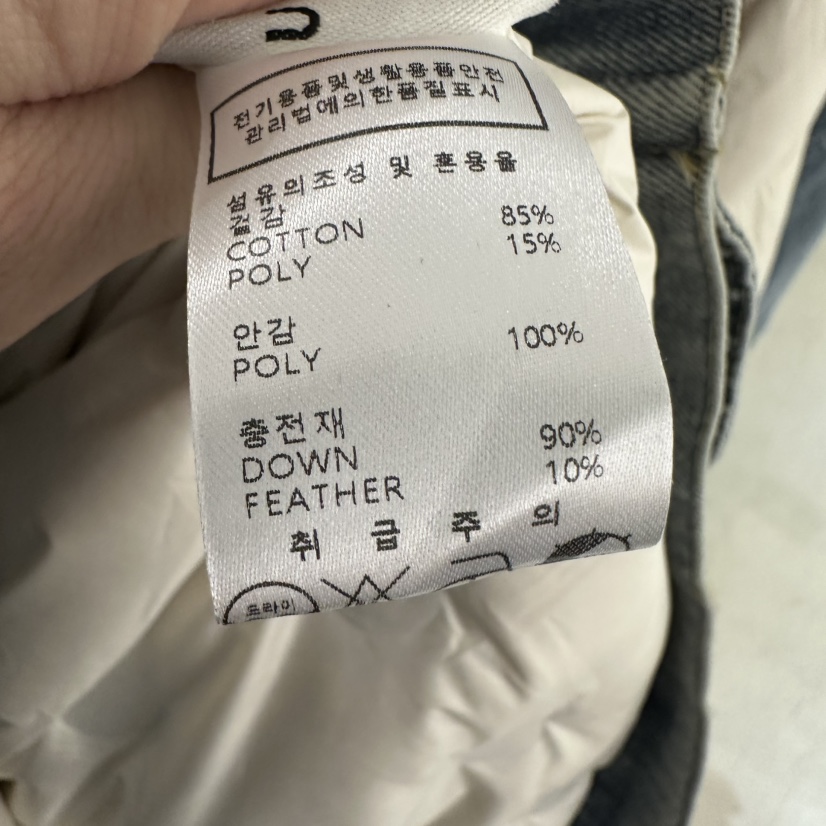 전기용품및생활용품안전
관리법에의한품질표시
섬유의조성 및 혼용율
겉감
COTTON 85%
POLY 15%
안감
POLY 100%
충전재
DOWN 90%
FEATHER 10%
취 급 주 의
드라이